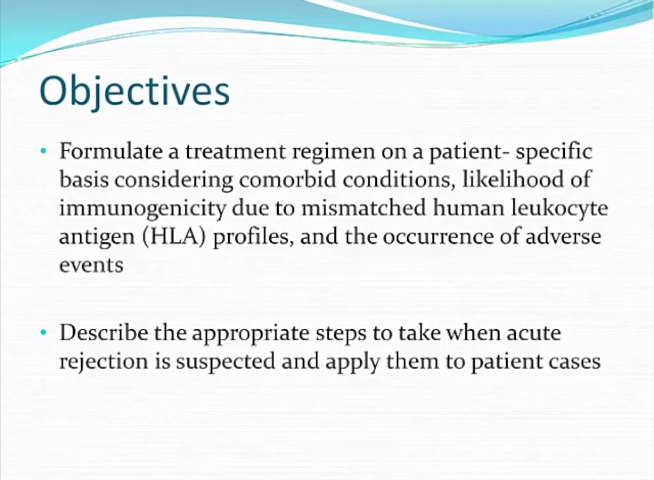 Objectives
• Formulate a treatment regimen on a patient- specific
basis considering comorbid conditions, likelihood of
immunogenicity due to mismatched human leukocyte
antigen (HLA) profiles, and the occurrence of adverse
events
• Describe the appropriate steps to take when acute
rejection is suspected and apply them to patient cases